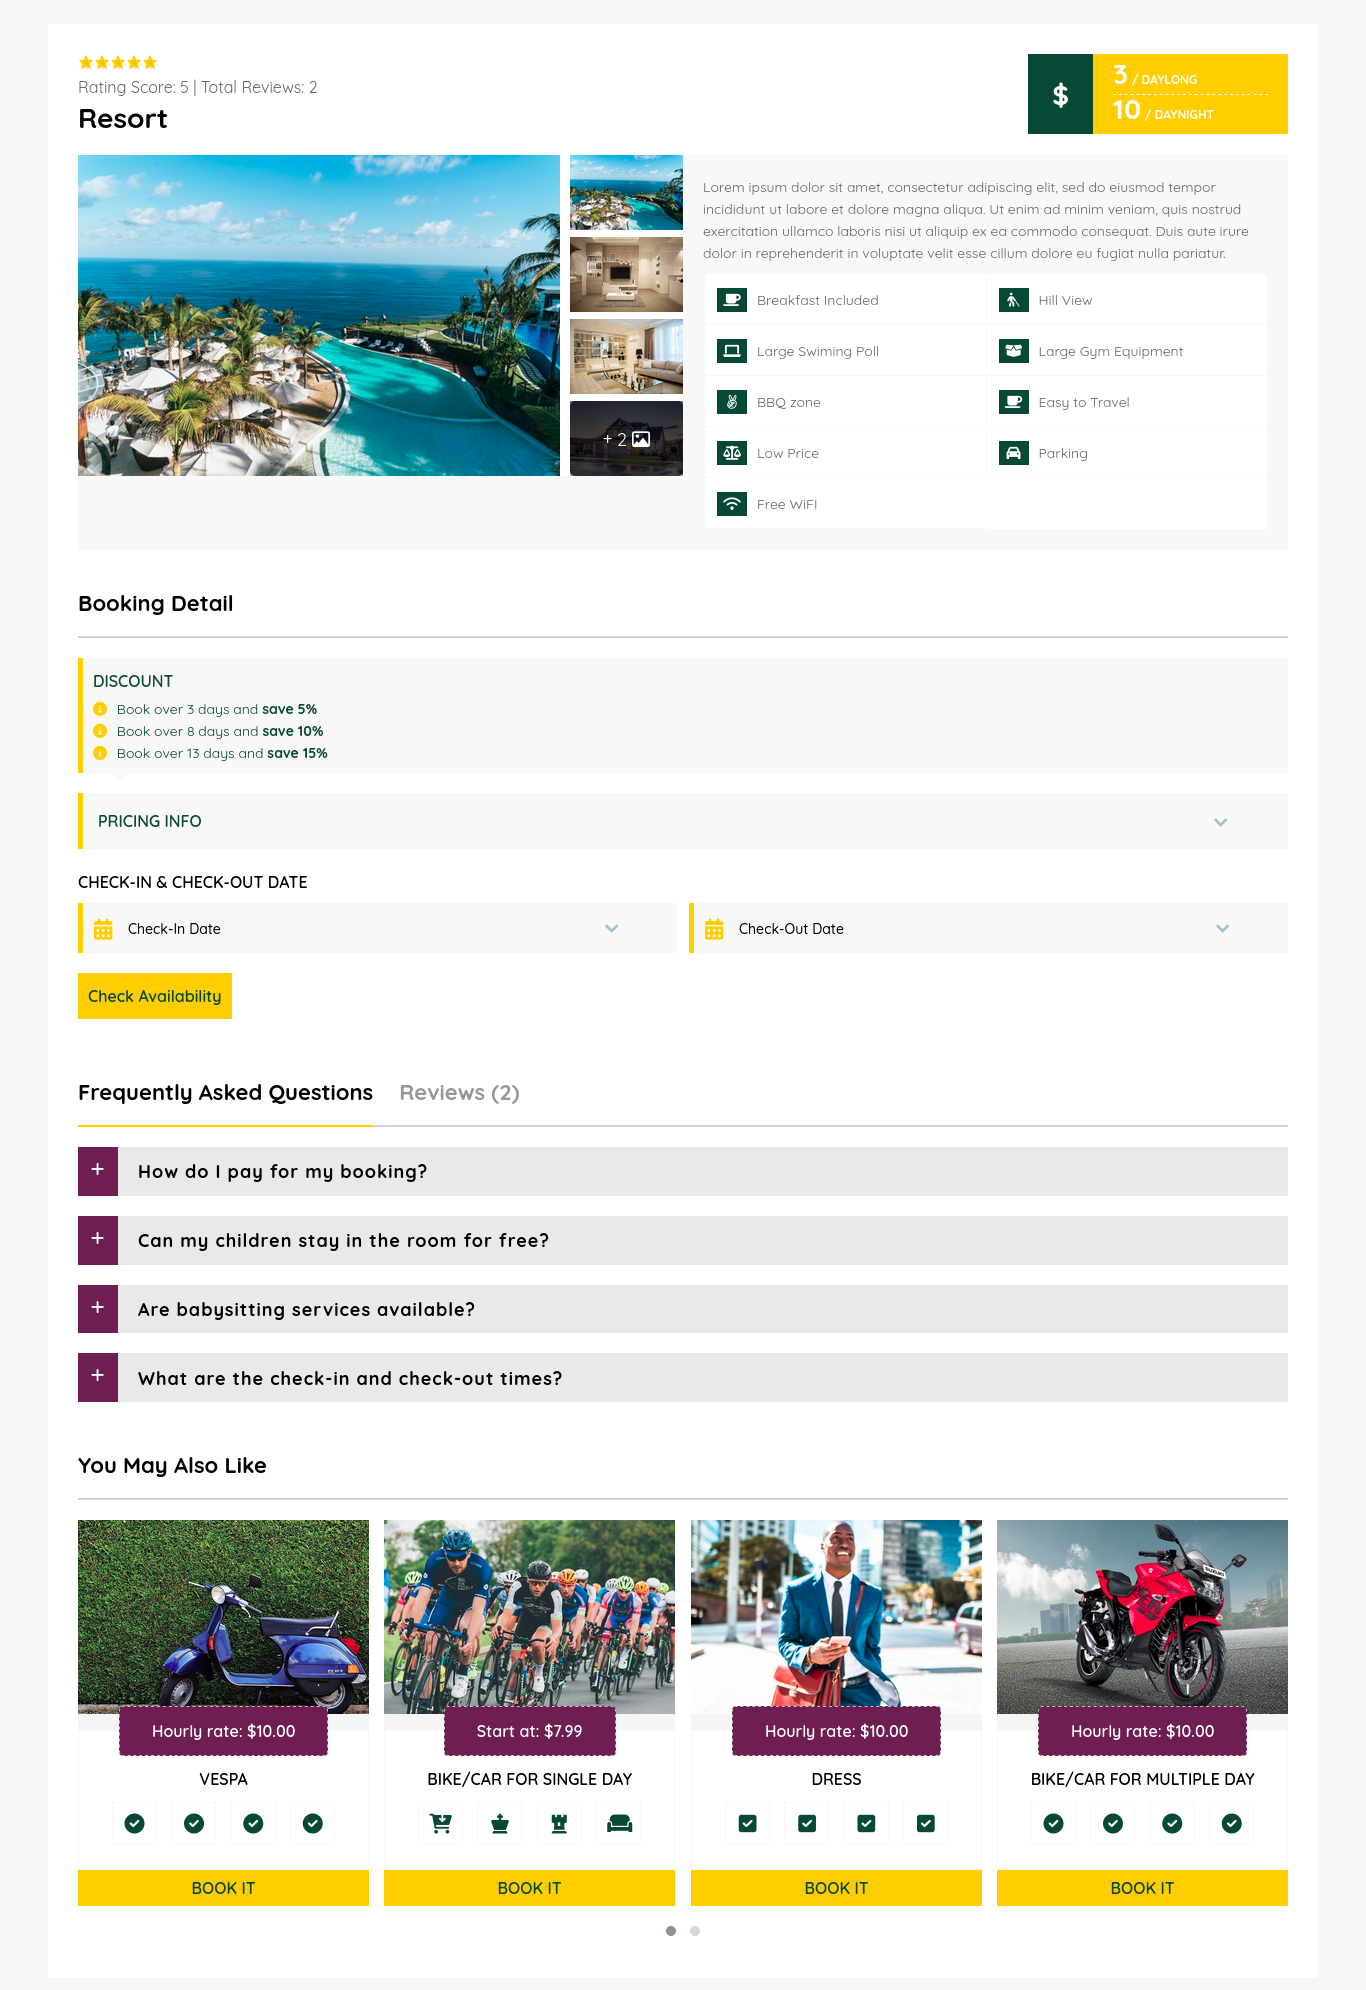 Rating Score: 5 | Total Reviews: 2
Resort
$
3 / DAYLONG
10 / DAYNIGHT
Lorem ipsum dolor sit amet, consectetur adipiscing elit, sed do eiusmod tempor
incididunt ut labore et dolore magna aliqua. Ut enim ad minim veniam, quis nostrud
exercitation ullamco laboris nisi ut aliquip ex ea commodo consequat. Duis aute irure
dolor in reprehenderit in voluptate velit esse cillum dolore eu fugiat nulla pariatur.
+ 2
Breakfast Included
Hill View
Large Swiming Poll
Large Gym Equipment
BBQ zone
Easy to Travel
Low Price
Parking
Free WiFI
Booking Detail
DISCOUNT
Book over 3 days and save 5%
Book over 8 days and save 10%
Book over 13 days and save 15%
PRICING INFO
CHECK-IN & CHECK-OUT DATE
Check-In Date
Check-Out Date
Check Availability
Frequently Asked Questions
Reviews (2)
+ How do I pay for my booking?
+ Can my children stay in the room for free?
+ Are babysitting services available?
+ What are the check-in and check-out times?
You May Also Like
SUZUKI
Hourly rate: $10.00
Start at: $7.99
Hourly rate: $10.00
Hourly rate: $10.00
VESPA
BIKE/CAR FOR SINGLE DAY
DRESS
BIKE/CAR FOR MULTIPLE DAY
BOOK IT
BOOK IT
BOOK IT
BOOK IT